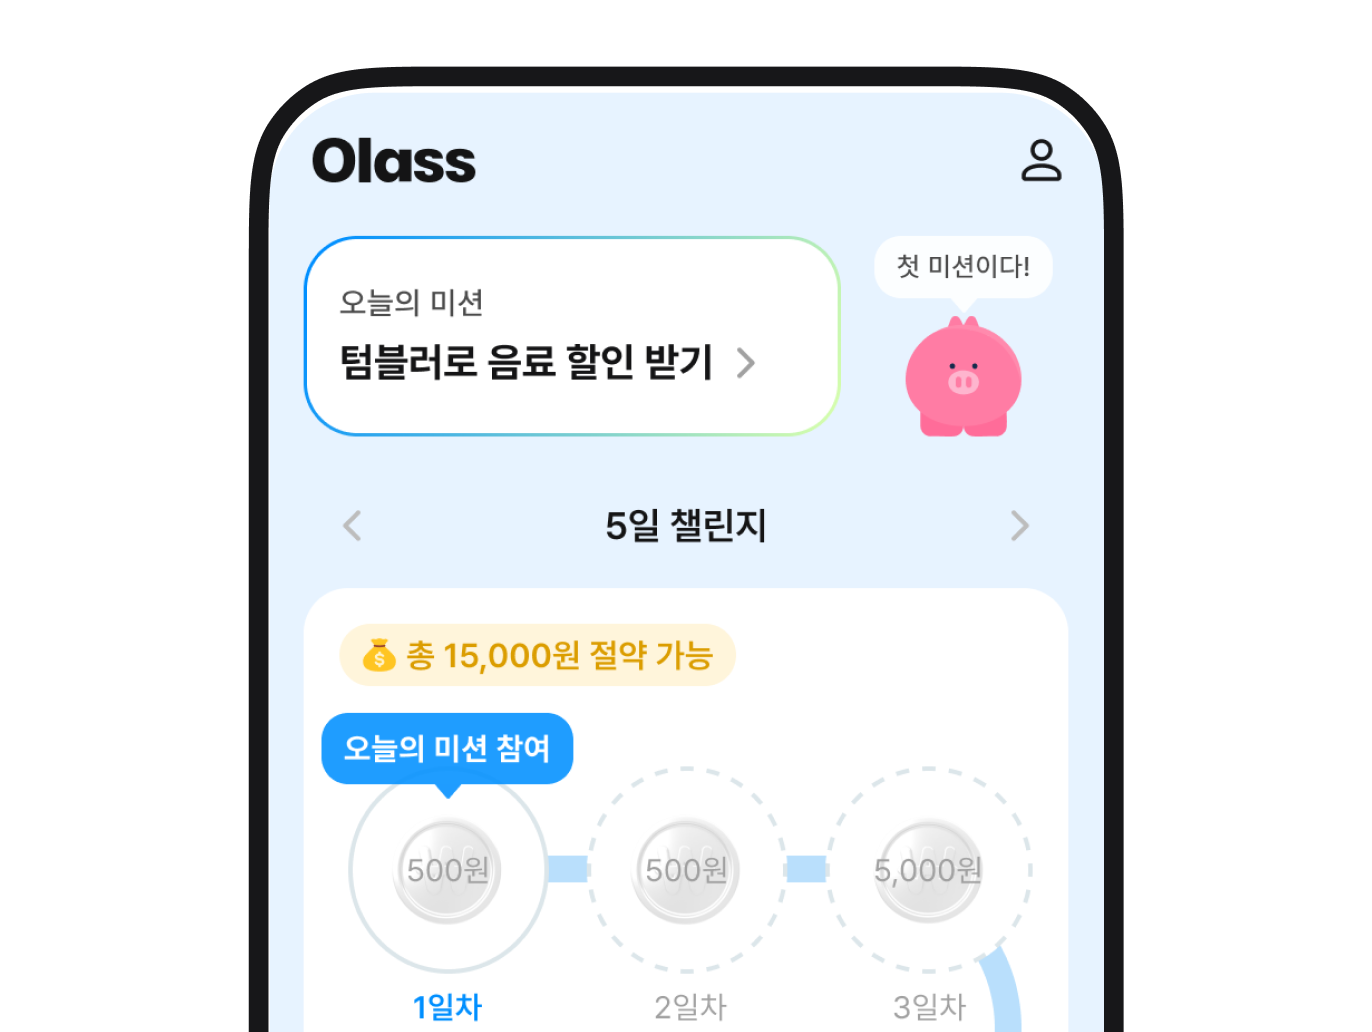 Olass
오늘의 미션
텀블러로 음료 할인 받기
첫 미션이다!
5일 챌린지
총 15,000원 절약 가능
오늘의 미션 참여
500원
500원
5,000원
1일차
2일차
3일차